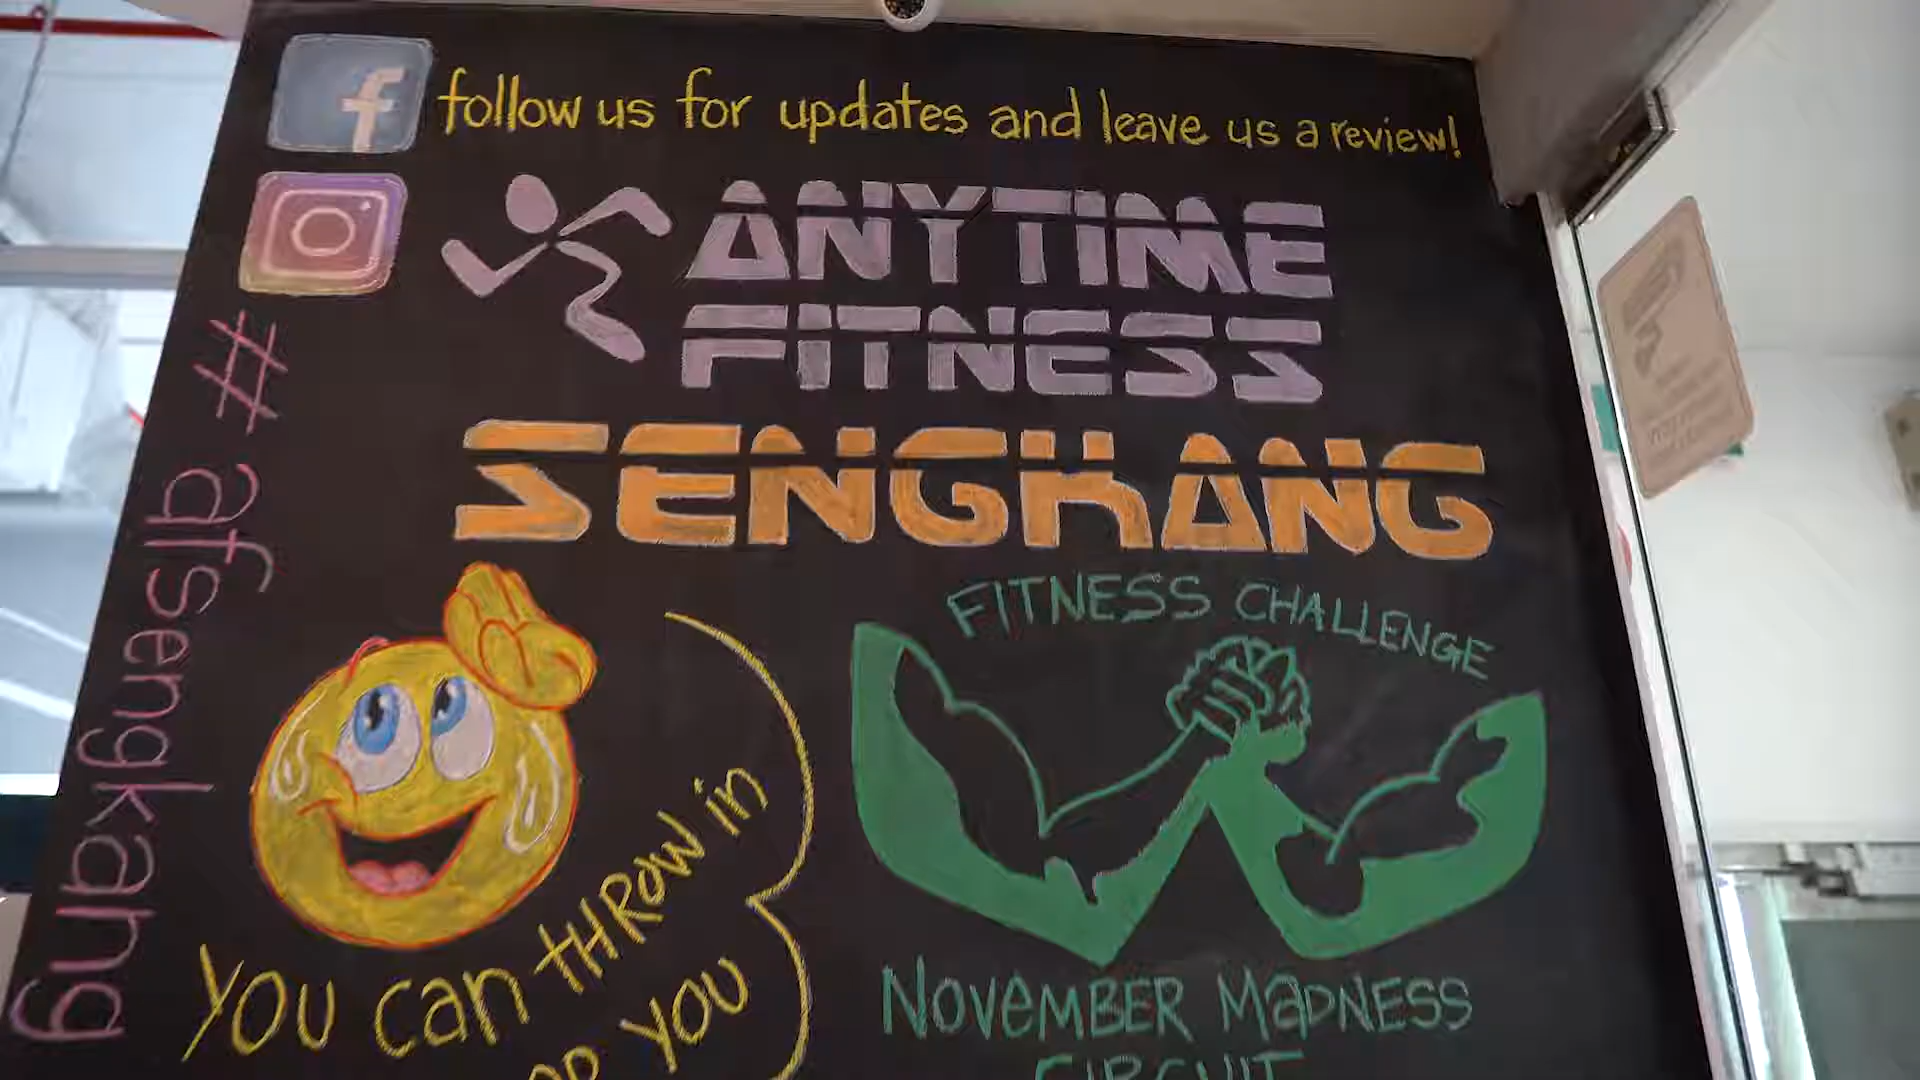 follow us for updates and leave us a review!
ANYTIME
FITNESS
SENGKANG
#afsengkang
You can THROW in
YOU
FITNESS CHALLENGE
NOVEMBER MADNESS
CIRCUIT